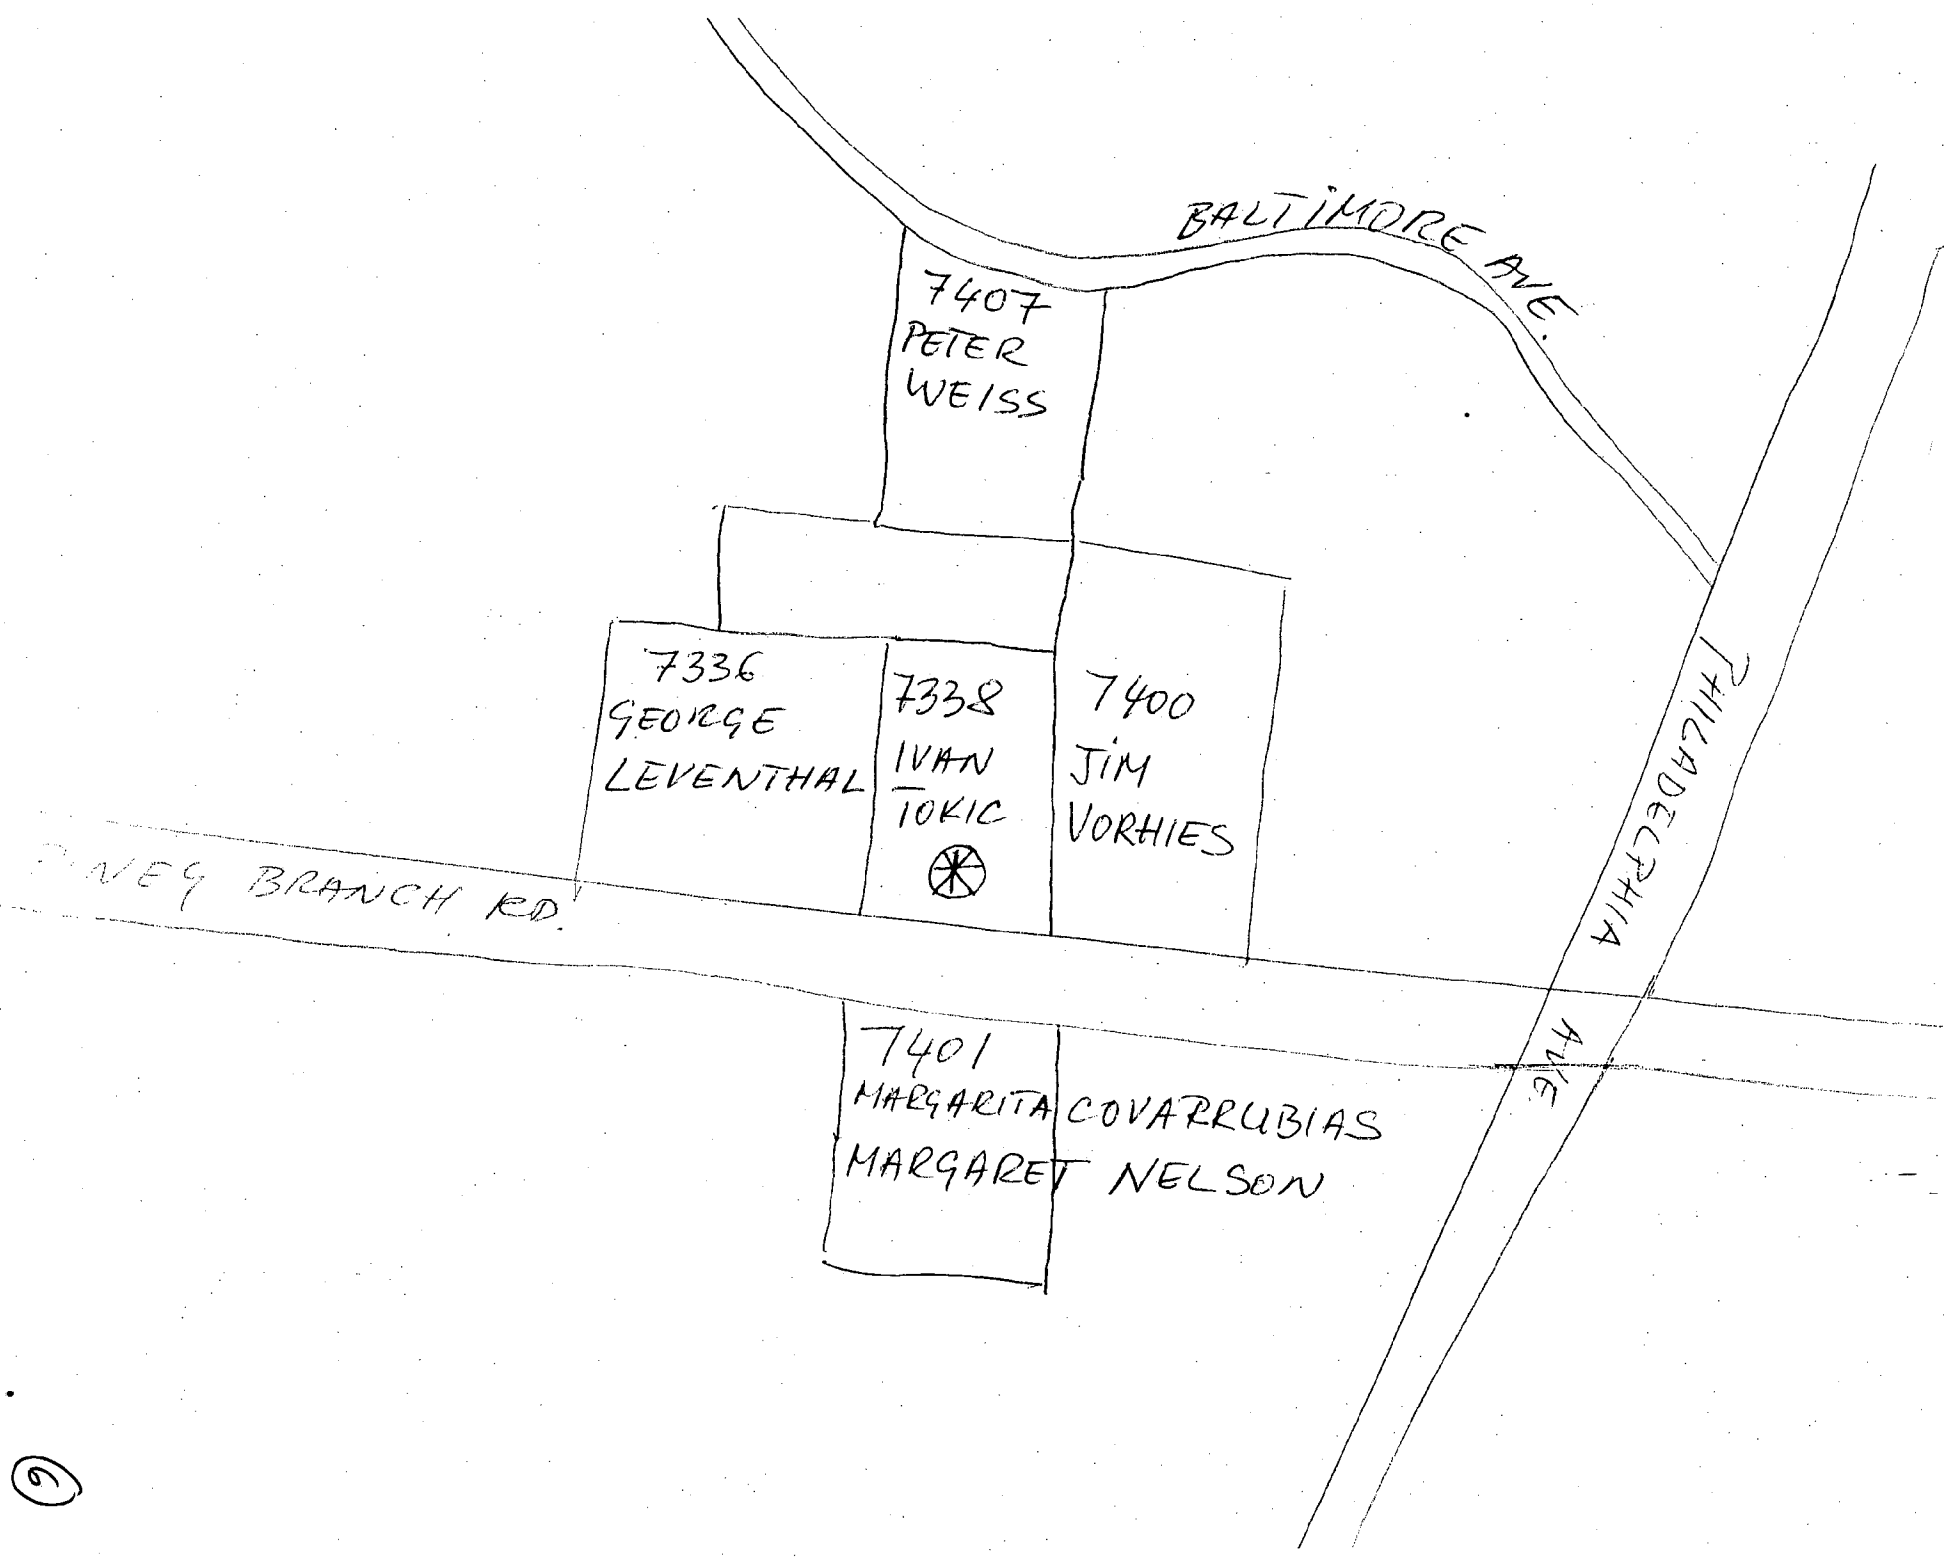 BALTiMORE AVE.
7407
PETER
WEISS
7336
GEORGE
LEVENTHAL
7338
IVAN
TOKIC
7400
JiM
VORHIES
PHILADELPHIA AVE
PINEY BRANCH RD.
7401
MARGARITA COVARRUBIAS
MARGARET NELSON